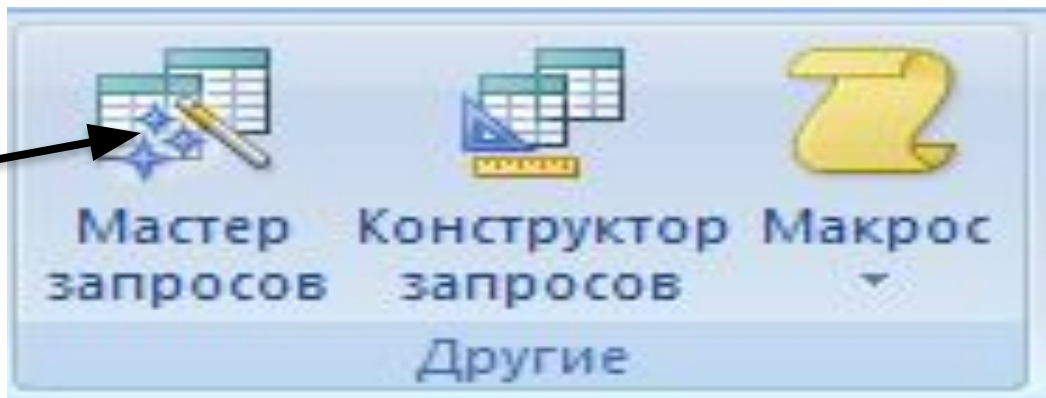 Мастер запросов
Конструктор запросов
Макрос
Другие